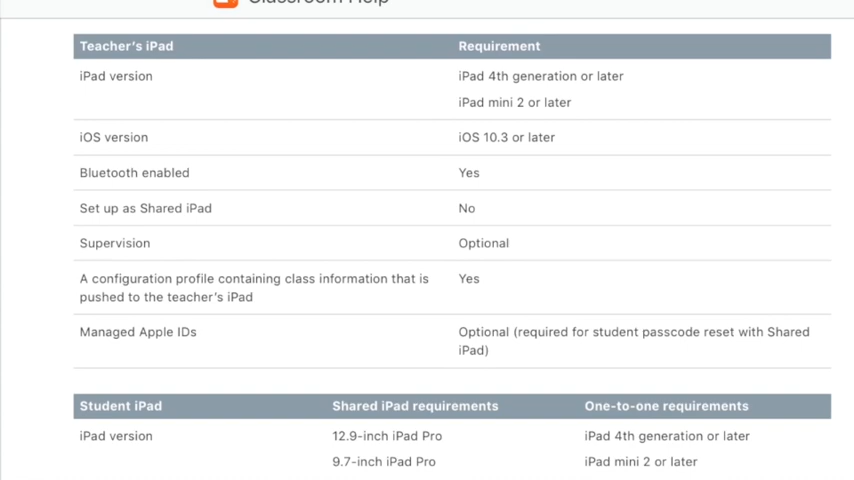 Classroom Help
Teacher's iPad Requirement
iPad version iPad 4th generation or later
iPad mini 2 or later
iOS version iOS 10.3 or later
Bluetooth enabled Yes
Set up as Shared iPad No
Supervision Optional
A configuration profile containing class information that is Yes
pushed to the teacher's iPad
Managed Apple IDs Optional (required for student passcode reset with Shared
iPad)
Student iPad Shared iPad requirements One-to-one requirements
iPad version 12.9-inch iPad Pro iPad 4th generation or later
9.7-inch iPad Pro iPad mini 2 or later